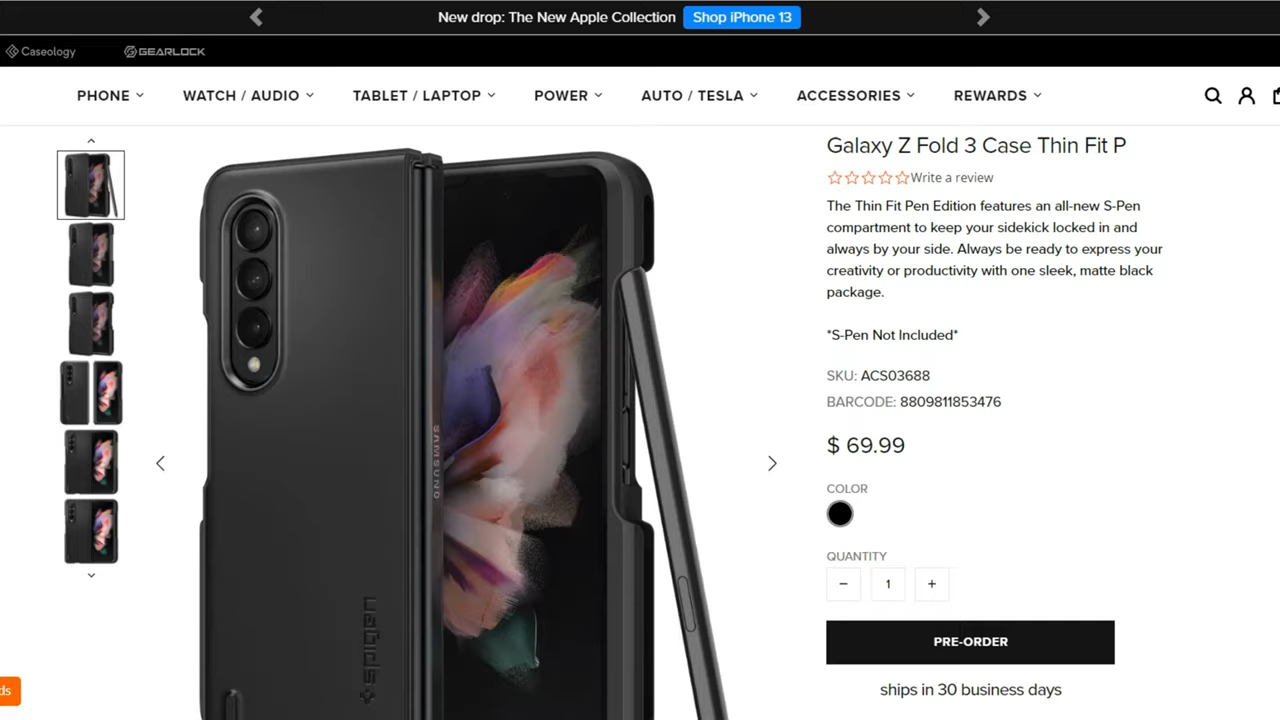 New drop: The New Apple Collection Shop iPhone 13
Caseology GEARLOCK
PHONE WATCH / AUDIO TABLET / LAPTOP POWER AUTO / TESLA ACCESSORIES REWARDS
Galaxy Z Fold 3 Case Thin Fit P
Write a review
The Thin Fit Pen Edition features an all-new S-Pen
compartment to keep your sidekick locked in and
always by your side. Always be ready to express your
creativity or productivity with one sleek, matte black
package.
*S-Pen Not Included*
SKU: ACS03688
BARCODE: 8809811853476
$ 69.99
COLOR
QUANTITY
− 1 +
PRE-ORDER
ships in 30 business days
SAMSUNG
spigen
ds